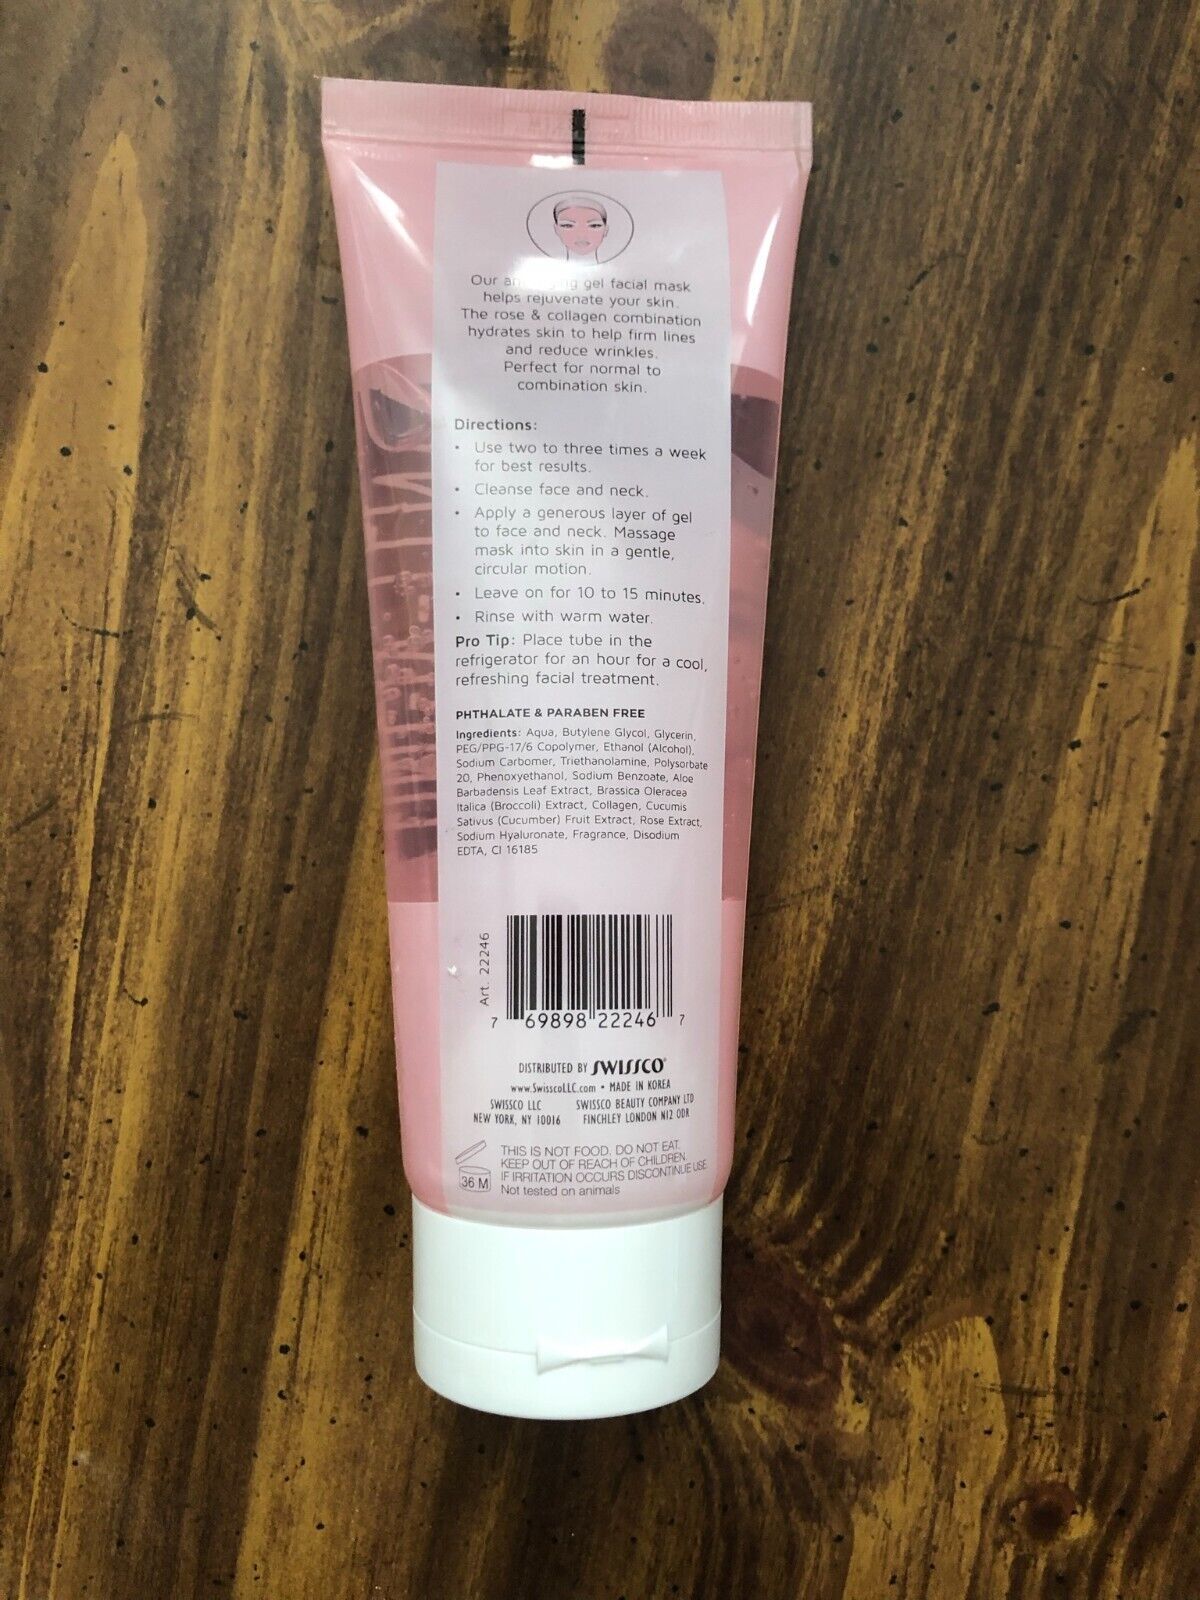 Our gel facial mask
helps rejuvenate your skin.
The rose & collagen combination
hydrates skin to help firm lines
and reduce wrinkles.
Perfect for normal to
combination skin.
Directions:
• Use two to three times a week
for best results.
• Cleanse face and neck.
• Apply a generous layer of gel
to face and neck. Massage
mask into skin in a gentle,
circular motion.
• Leave on for 10 to 15 minutes.
• Rinse with warm water.
Pro Tip: Place tube in the
refrigerator for an hour for a cool,
refreshing facial treatment.
PHTHALATE & PARABEN FREE
Ingredients: Aqua, Butylene Glycol, Glycerin,
PEG/PPG-17/6 Copolymer, Ethanol (Alcohol),
Sodium Carbomer, Triethanolamine, Polysorbate
20, Phenoxyethanol, Sodium Benzoate, Aloe
Barbadensis Leaf Extract, Brassica Oleracea
Italica (Broccoli) Extract, Collagen, Cucumis
Sativus (Cucumber) Fruit Extract, Rose Extract,
Sodium Hyaluronate, Fragrance, Disodium
EDTA, CI 16185
Art. 22246
7 69898 22246 7
DISTRIBUTED BY SWISSCO®
www.SwisscoLLC.com • MADE IN KOREA
SWISSCO LLC SWISSCO BEAUTY COMPANY LTD
NEW YORK, NY 10016 FINCHLEY LONDON N12 0DR
THIS IS NOT FOOD. DO NOT EAT.
KEEP OUT OF REACH OF CHILDREN.
IF IRRITATION OCCURS DISCONTINUE USE.
Not tested on animals
36 M